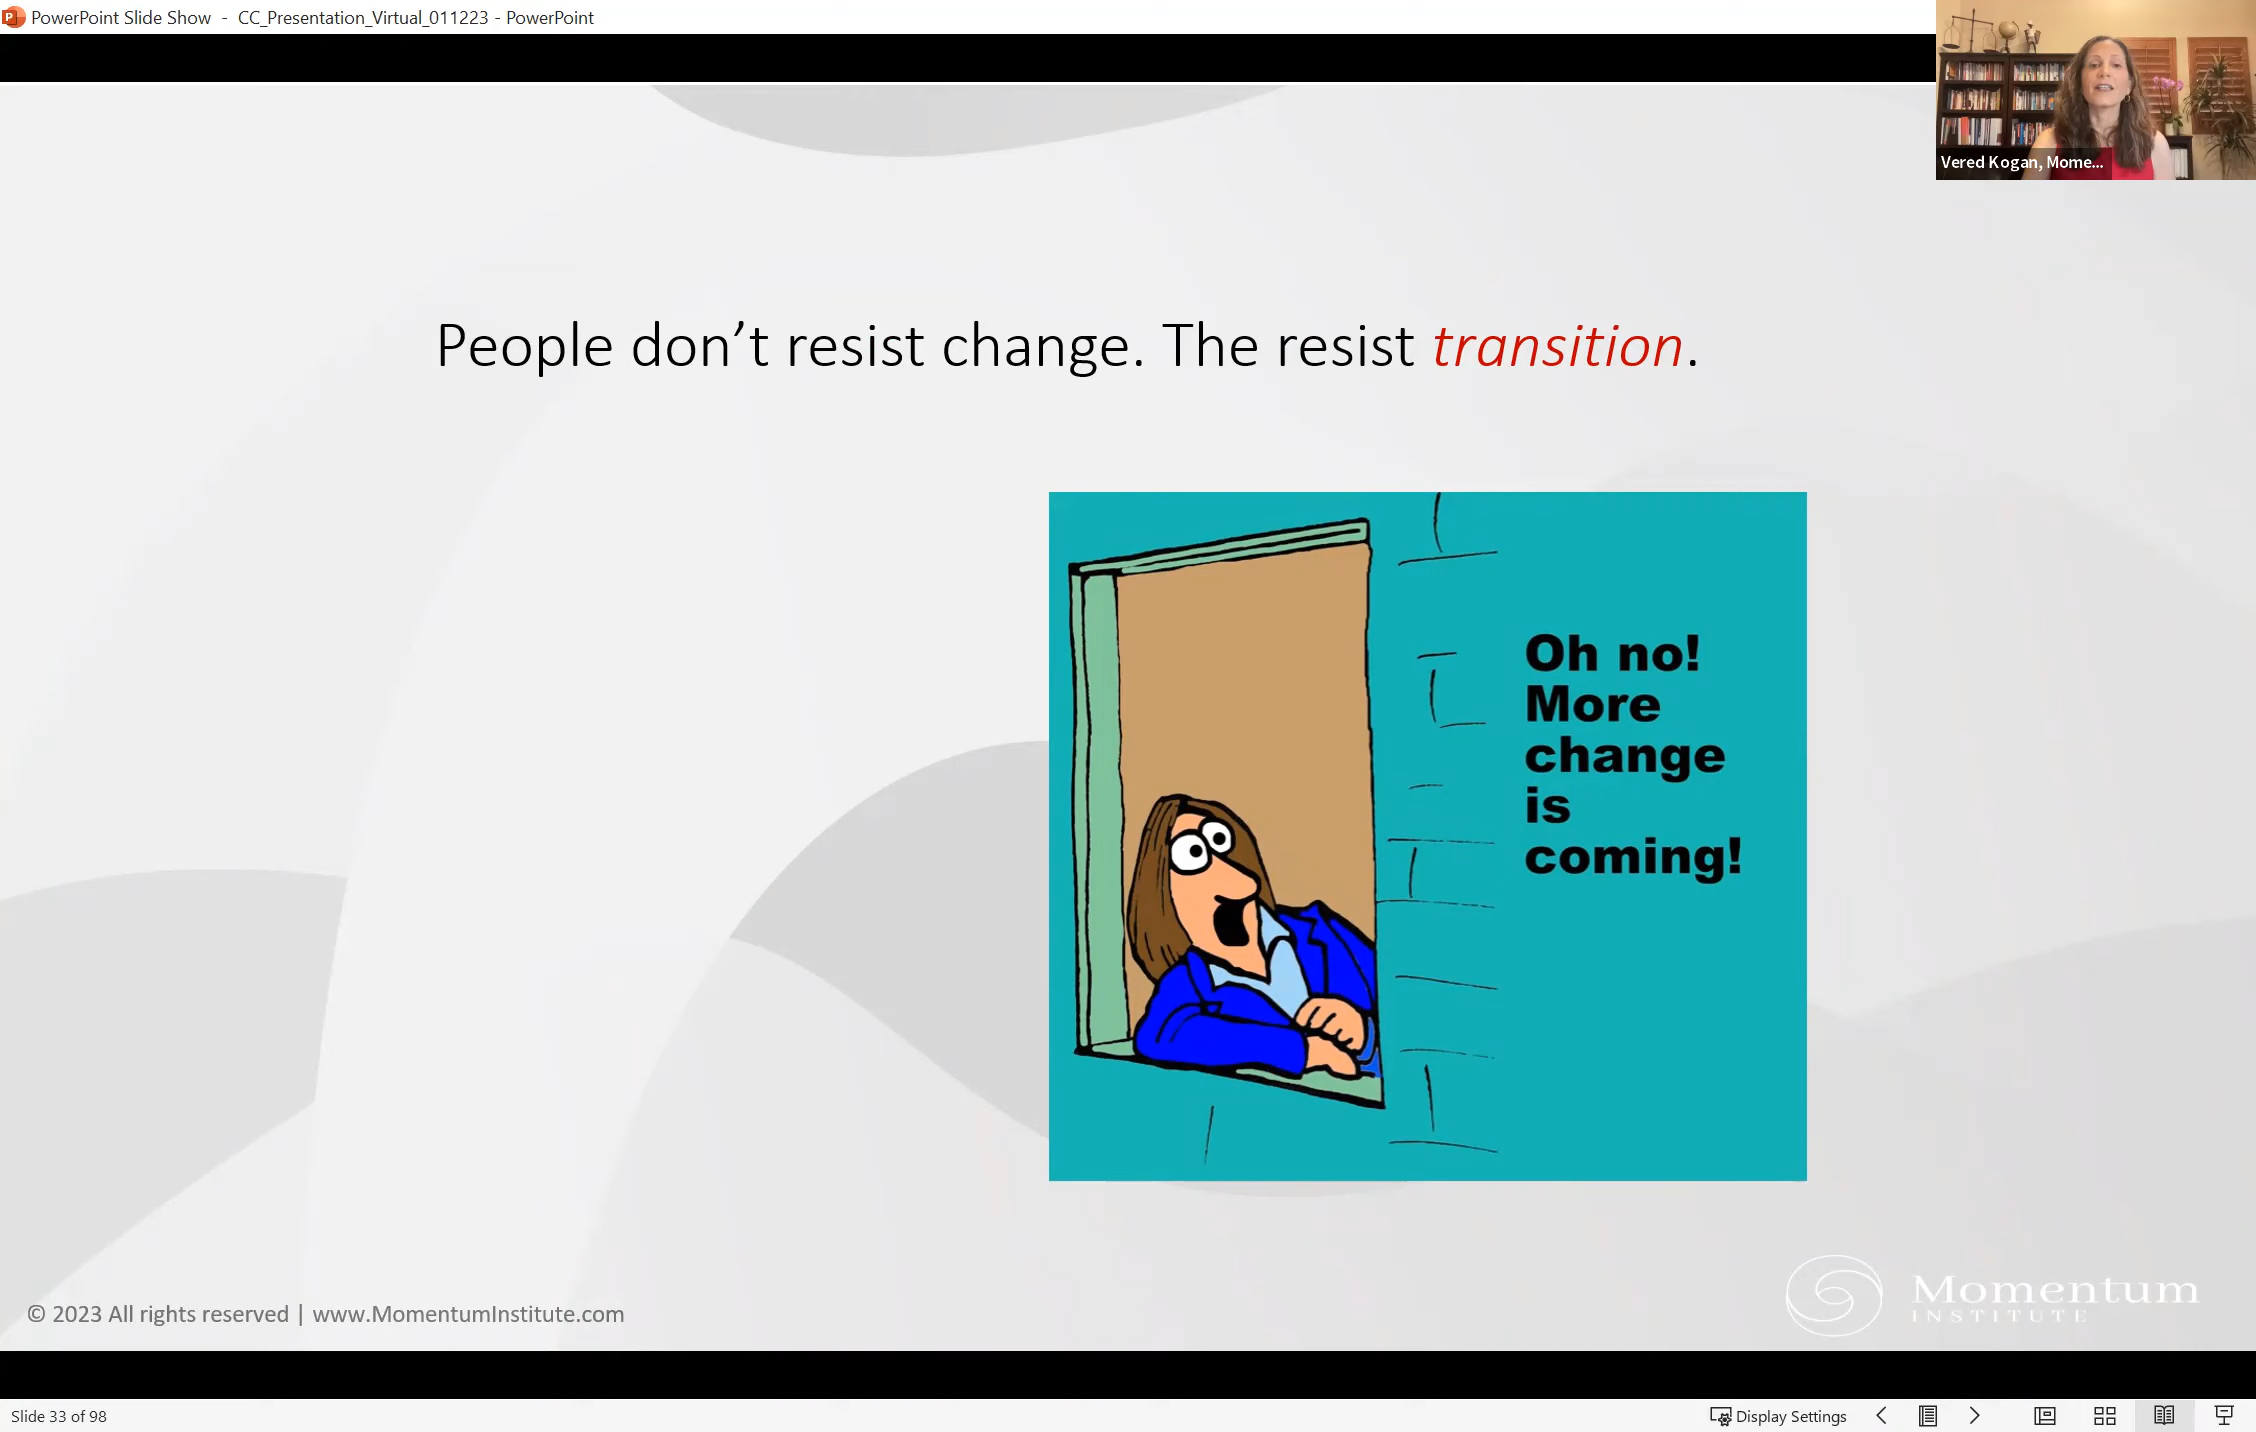 PowerPoint Slide Show - CC_Presentation_Virtual_011223 - PowerPoint
Vered Kogan, Mome...
People don’t resist change. The resist transition.
Oh no!
More
change
is
coming!
© 2023 All rights reserved | www.MomentumInstitute.com
Momentum
INSTITUTE
Slide 33 of 98
Display Settings